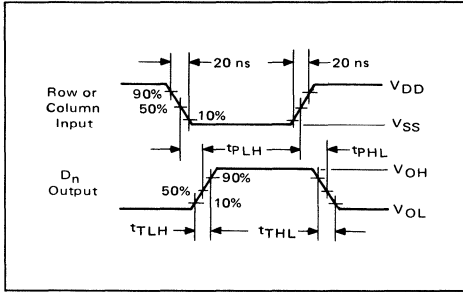 20 ns
20 ns
Row or
Column
Input
90%
50%
10%
VDD
VSS
tPLH
tPHL
Dn
Output
50%
90%
10%
VOH
VOL
tTLH
tTHL